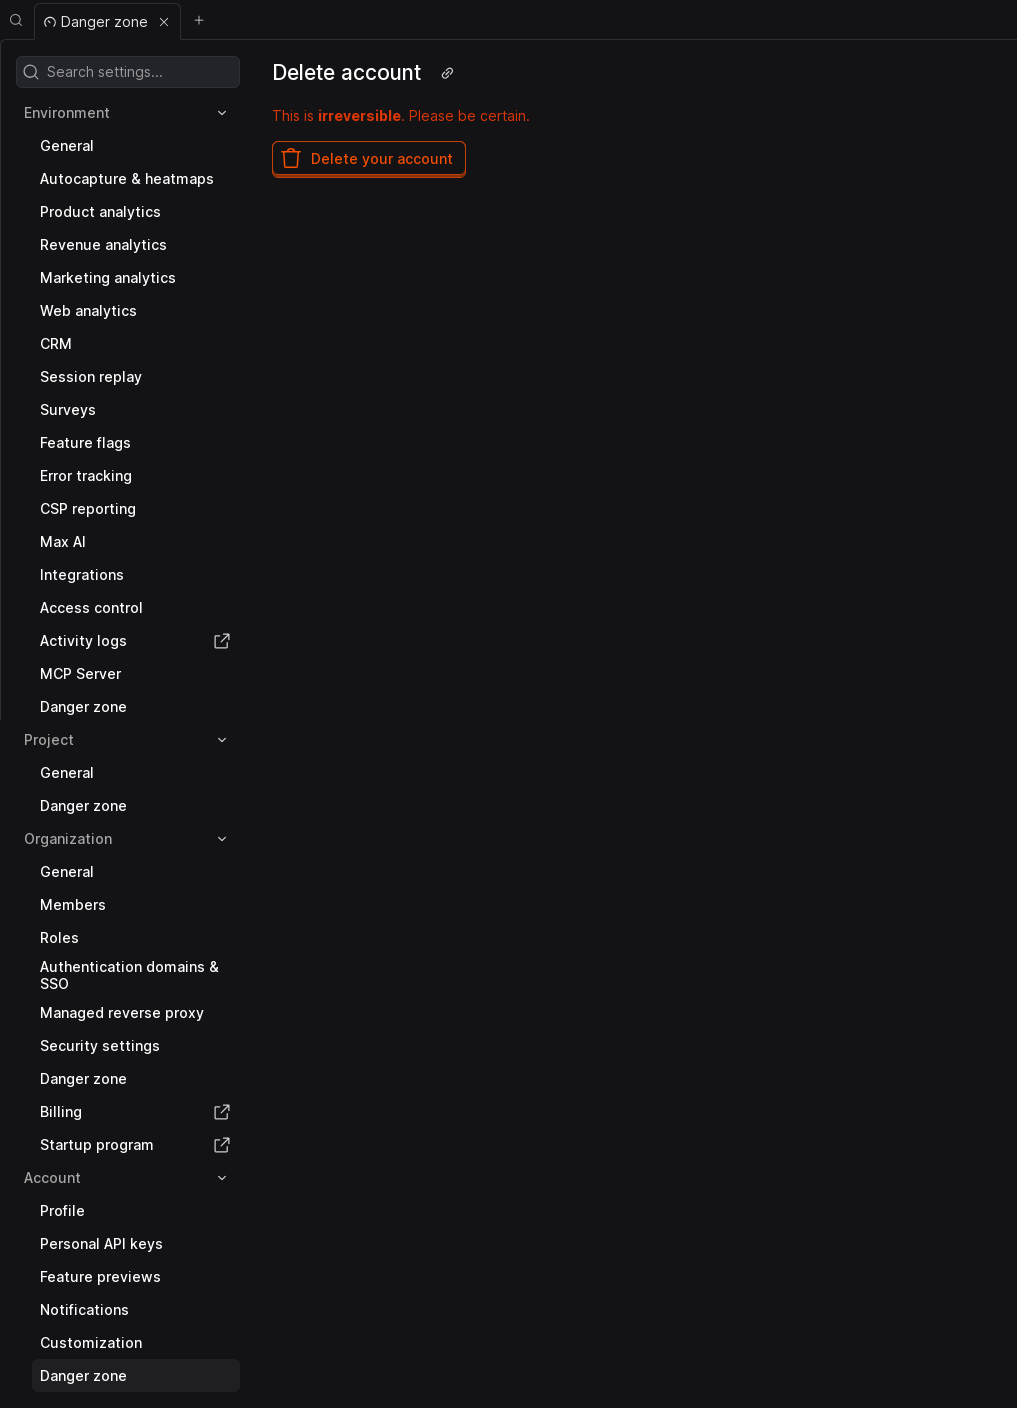 Danger zone
Search settings...
Environment
General
Autocapture & heatmaps
Product analytics
Revenue analytics
Marketing analytics
Web analytics
CRM
Session replay
Surveys
Feature flags
Error tracking
CSP reporting
Max AI
Integrations
Access control
Activity logs
MCP Server
Danger zone
Project
General
Danger zone
Organization
General
Members
Roles
Authentication domains &
SSO
Managed reverse proxy
Security settings
Danger zone
Billing
Startup program
Account
Profile
Personal API keys
Feature previews
Notifications
Customization
Danger zone
Delete account
This is irreversible. Please be certain.
Delete your account